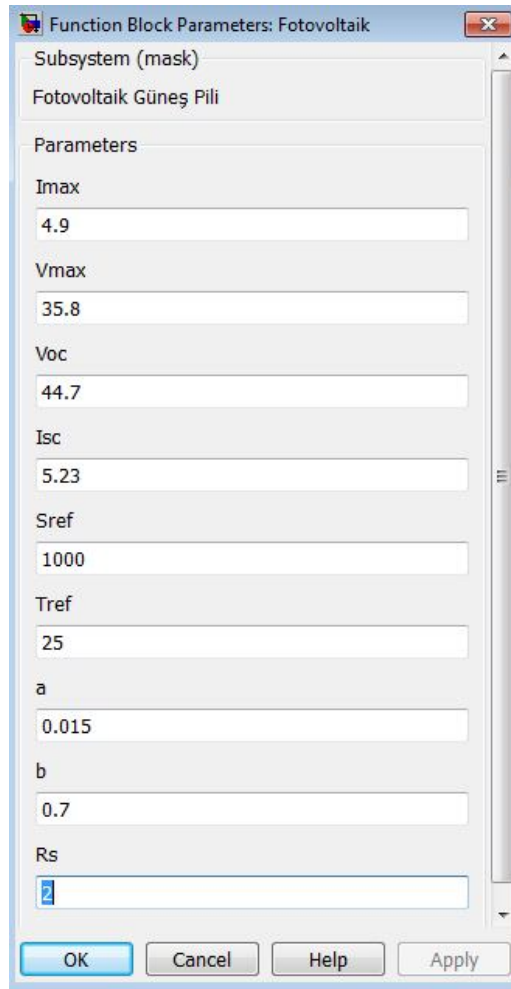 Function Block Parameters: Fotovoltaik
Subsystem (mask)
Fotovoltaik Güneş Pili
Parameters
Imax
4.9
Vmax
35.8
Voc
44.7
Isc
5.23
Sref
1000
Tref
25
a
0.015
b
0.7
Rs
2
OK Cancel Help Apply